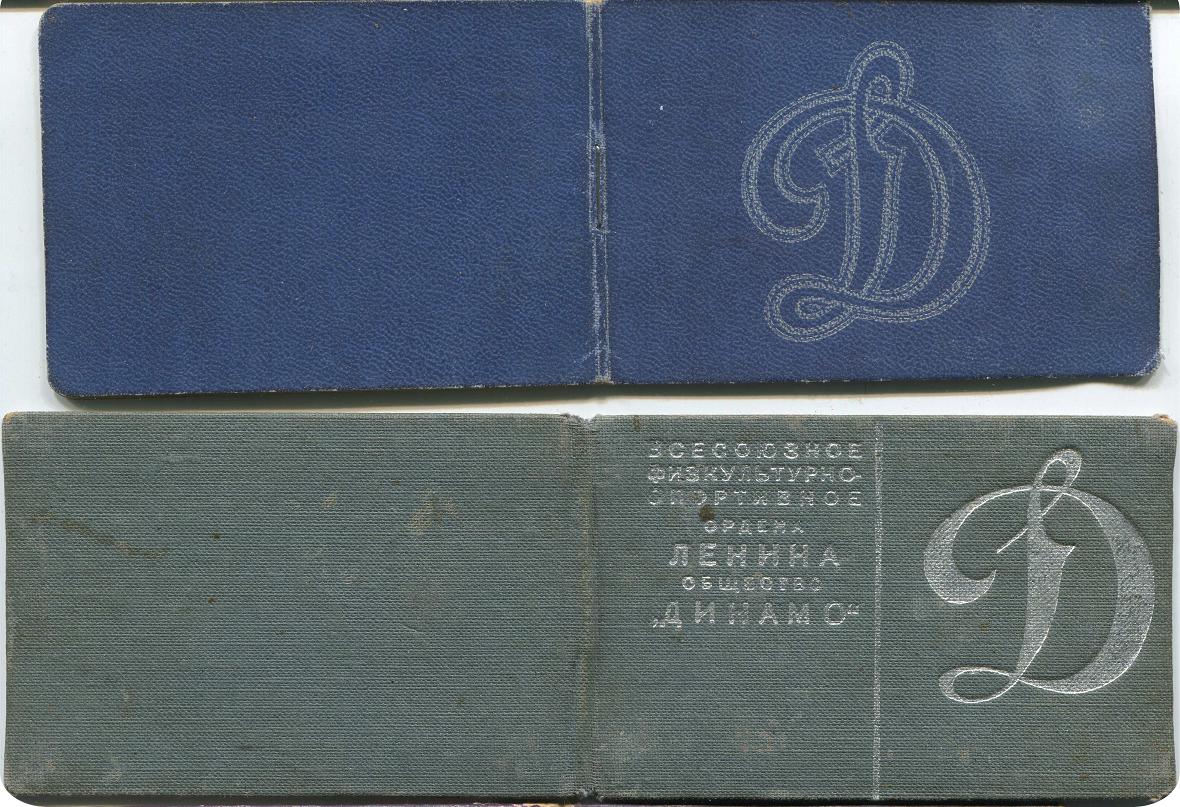 Д
ВСЕСОЮЗНОЕ
ФИЗКУЛЬТУРНО-
СПОРТИВНОЕ
ОРДЕНА
ЛЕНИНА
ОБЩЕСТВО
„ДИНАМО“
Д